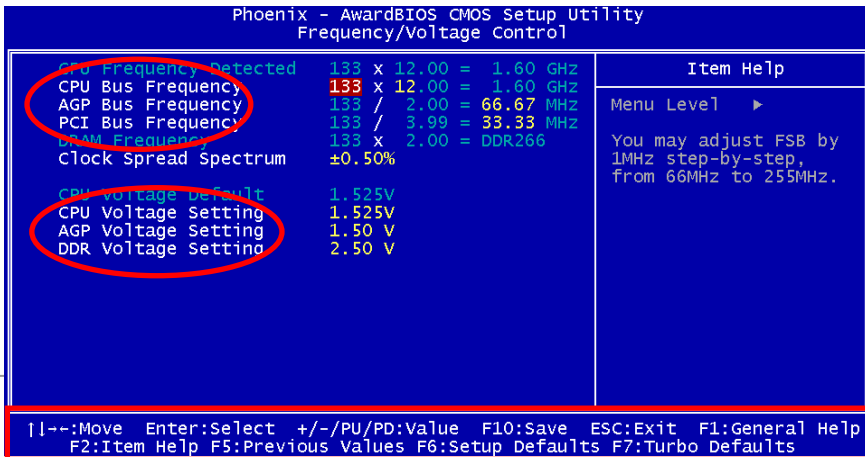 Phoenix - AwardBIOS CMOS Setup Utility
Frequency/Voltage Control
CPU Frequency Detected 133 x 12.00 = 1.60 GHz
CPU Bus Frequency 133 x 12.00 = 1.60 GHz
AGP Bus Frequency 133 / 2.00 = 66.67 MHz
PCI Bus Frequency 133 / 3.99 = 33.33 MHz
DRAM Frequency 133 x 2.00 = DDR266
Clock Spread Spectrum ±0.50%
CPU Voltage Default 1.525V
CPU Voltage Setting 1.525V
AGP Voltage Setting 1.50 V
DDR Voltage Setting 2.50 V
Item Help
Menu Level ►
You may adjust FSB by
1MHz step-by-step,
from 66MHz to 255MHz.
↑↓→←:Move Enter:Select +/-/PU/PD:Value F10:Save ESC:Exit F1:General Help
F2:Item Help F5:Previous Values F6:Setup Defaults F7:Turbo Defaults